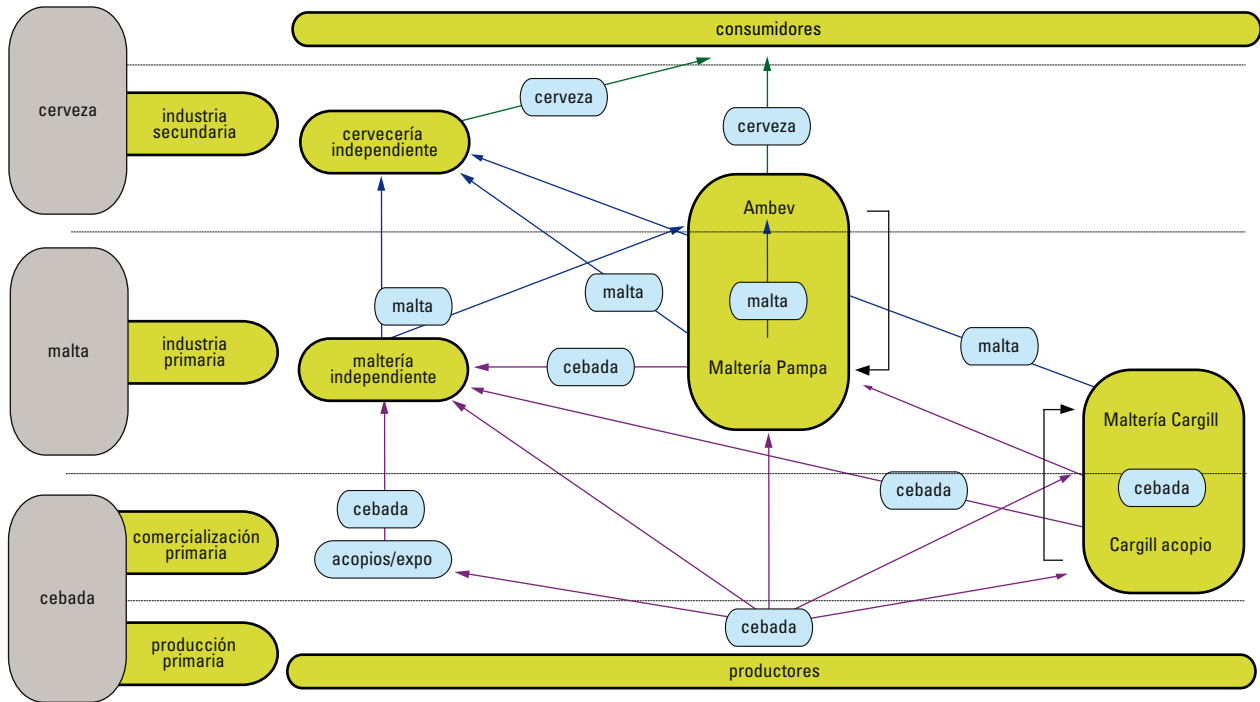 consumidores
cerveza
industria
secundaria
cerveza
cervecería
independiente
cerveza
Ambev
malta
industria
primaria
malta
malta
malta
malta
maltería
independiente
cebada
Maltería Pampa
Maltería Cargill
cebada
comercialización
primaria
cebada
acopios/expo
cebada
cebada
Cargill acopio
producción
primaria
cebada
productores